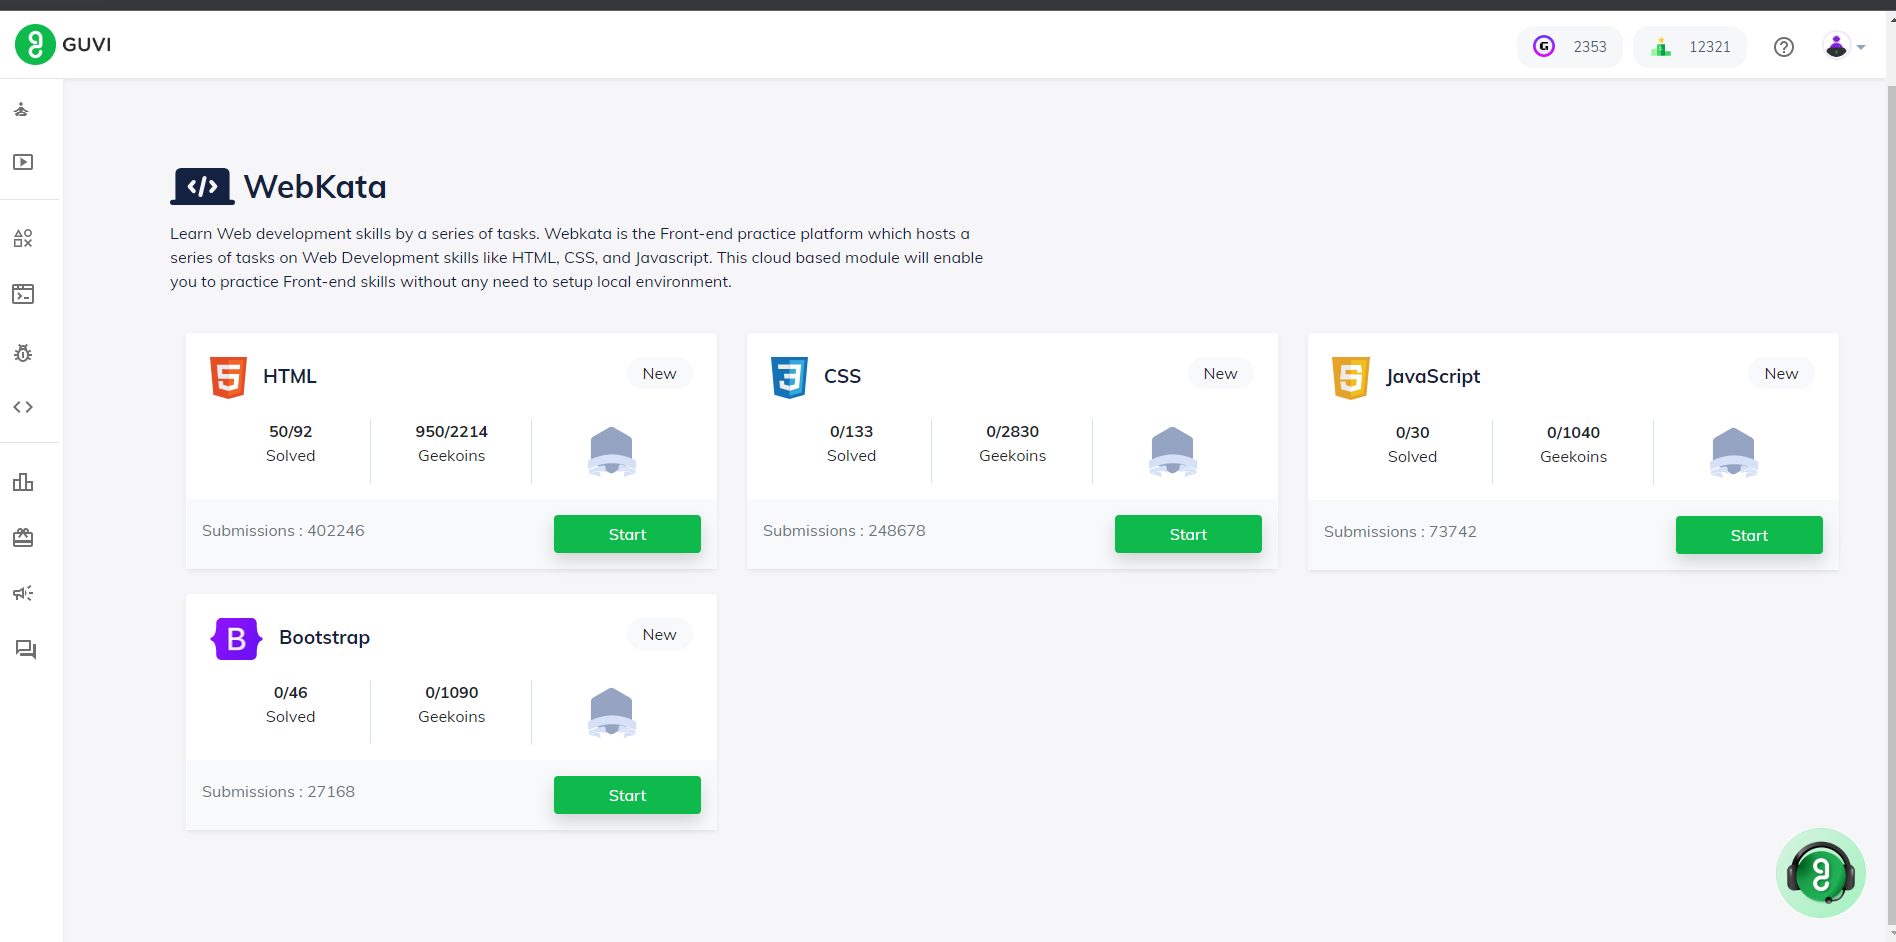 GUVI
2353
12321
WebKata
Learn Web development skills by a series of tasks. Webkata is the Front-end practice platform which hosts a
series of tasks on Web Development skills like HTML, CSS, and Javascript. This cloud based module will enable
you to practice Front-end skills without any need to setup local environment.
HTML
New
50/92
Solved
950/2214
Geekoins
Submissions : 402246
Start
CSS
New
0/133
Solved
0/2830
Geekoins
Submissions : 248678
Start
JavaScript
New
0/30
Solved
0/1040
Geekoins
Submissions : 73742
Start
B
Bootstrap
New
0/46
Solved
0/1090
Geekoins
Submissions : 27168
Start